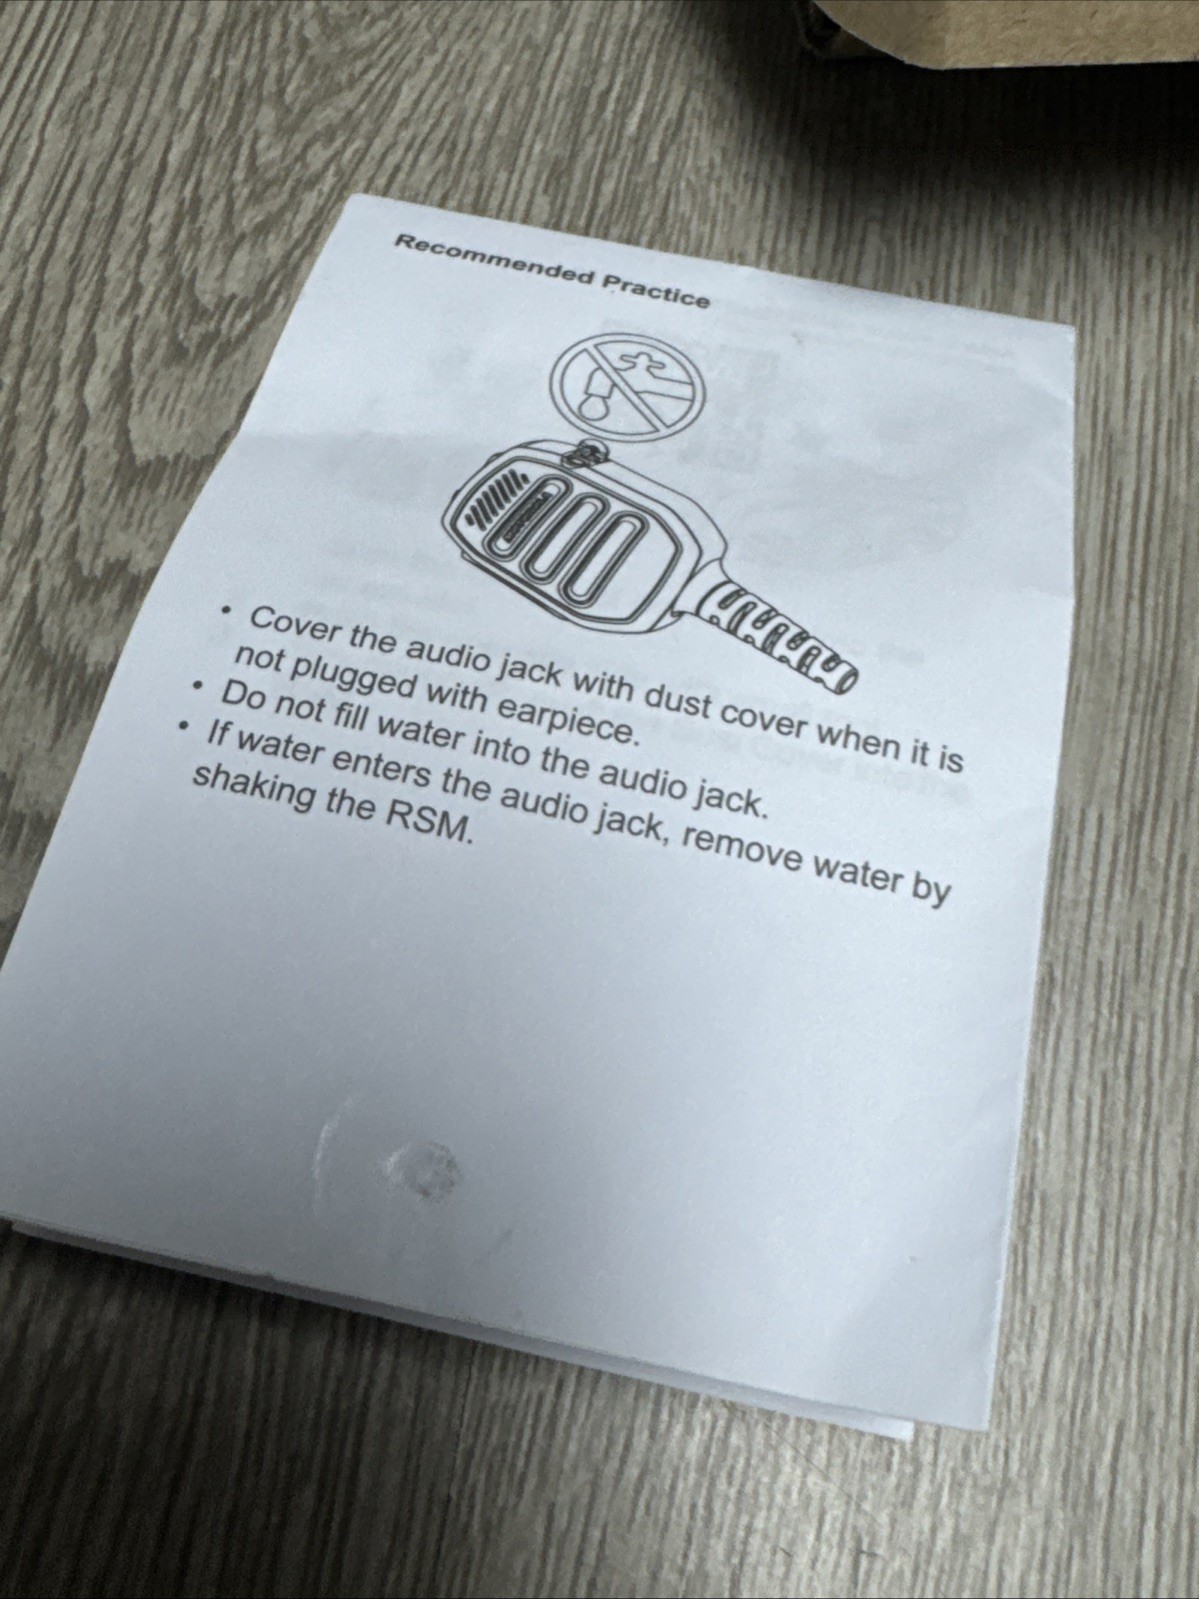 Recommended Practice
MOTOROLA
• Cover the audio jack with dust cover when it is
not plugged with earpiece.
• Do not fill water into the audio jack.
• If water enters the audio jack, remove water by
shaking the RSM.